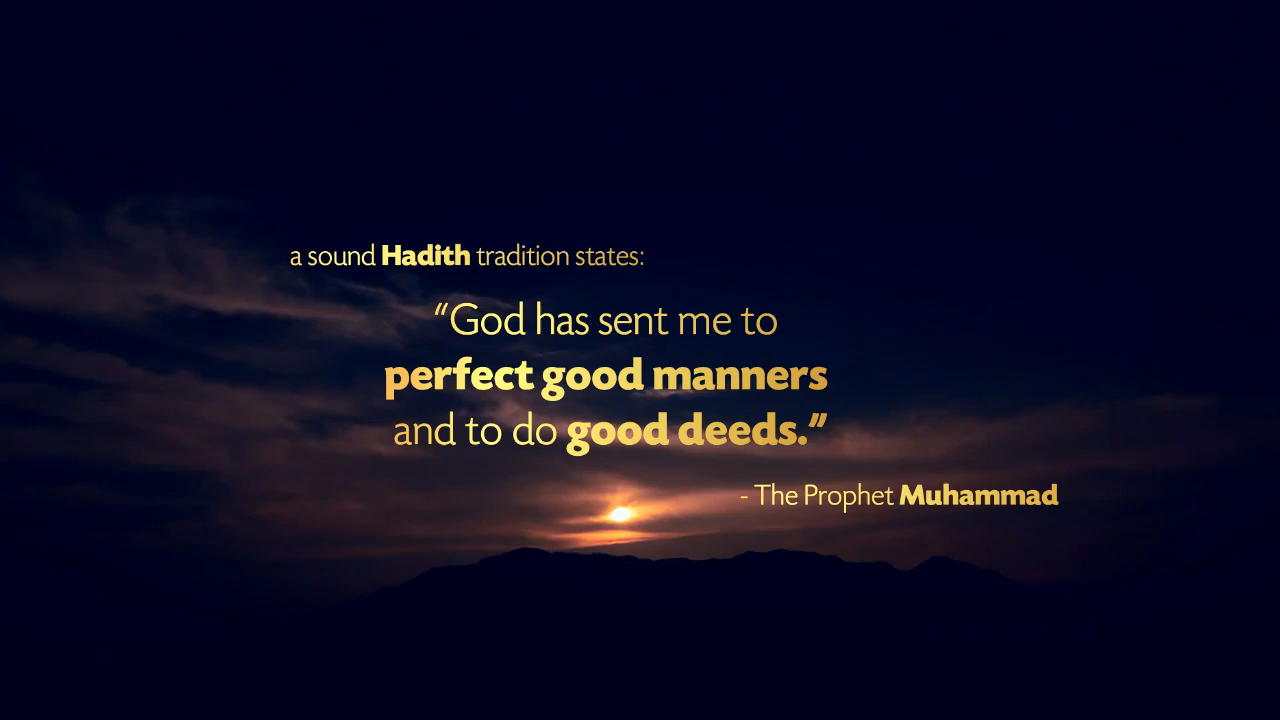 a sound Hadith tradition states:
“God has sent me to
perfect good manners
and to do good deeds.”
- The Prophet Muhammad